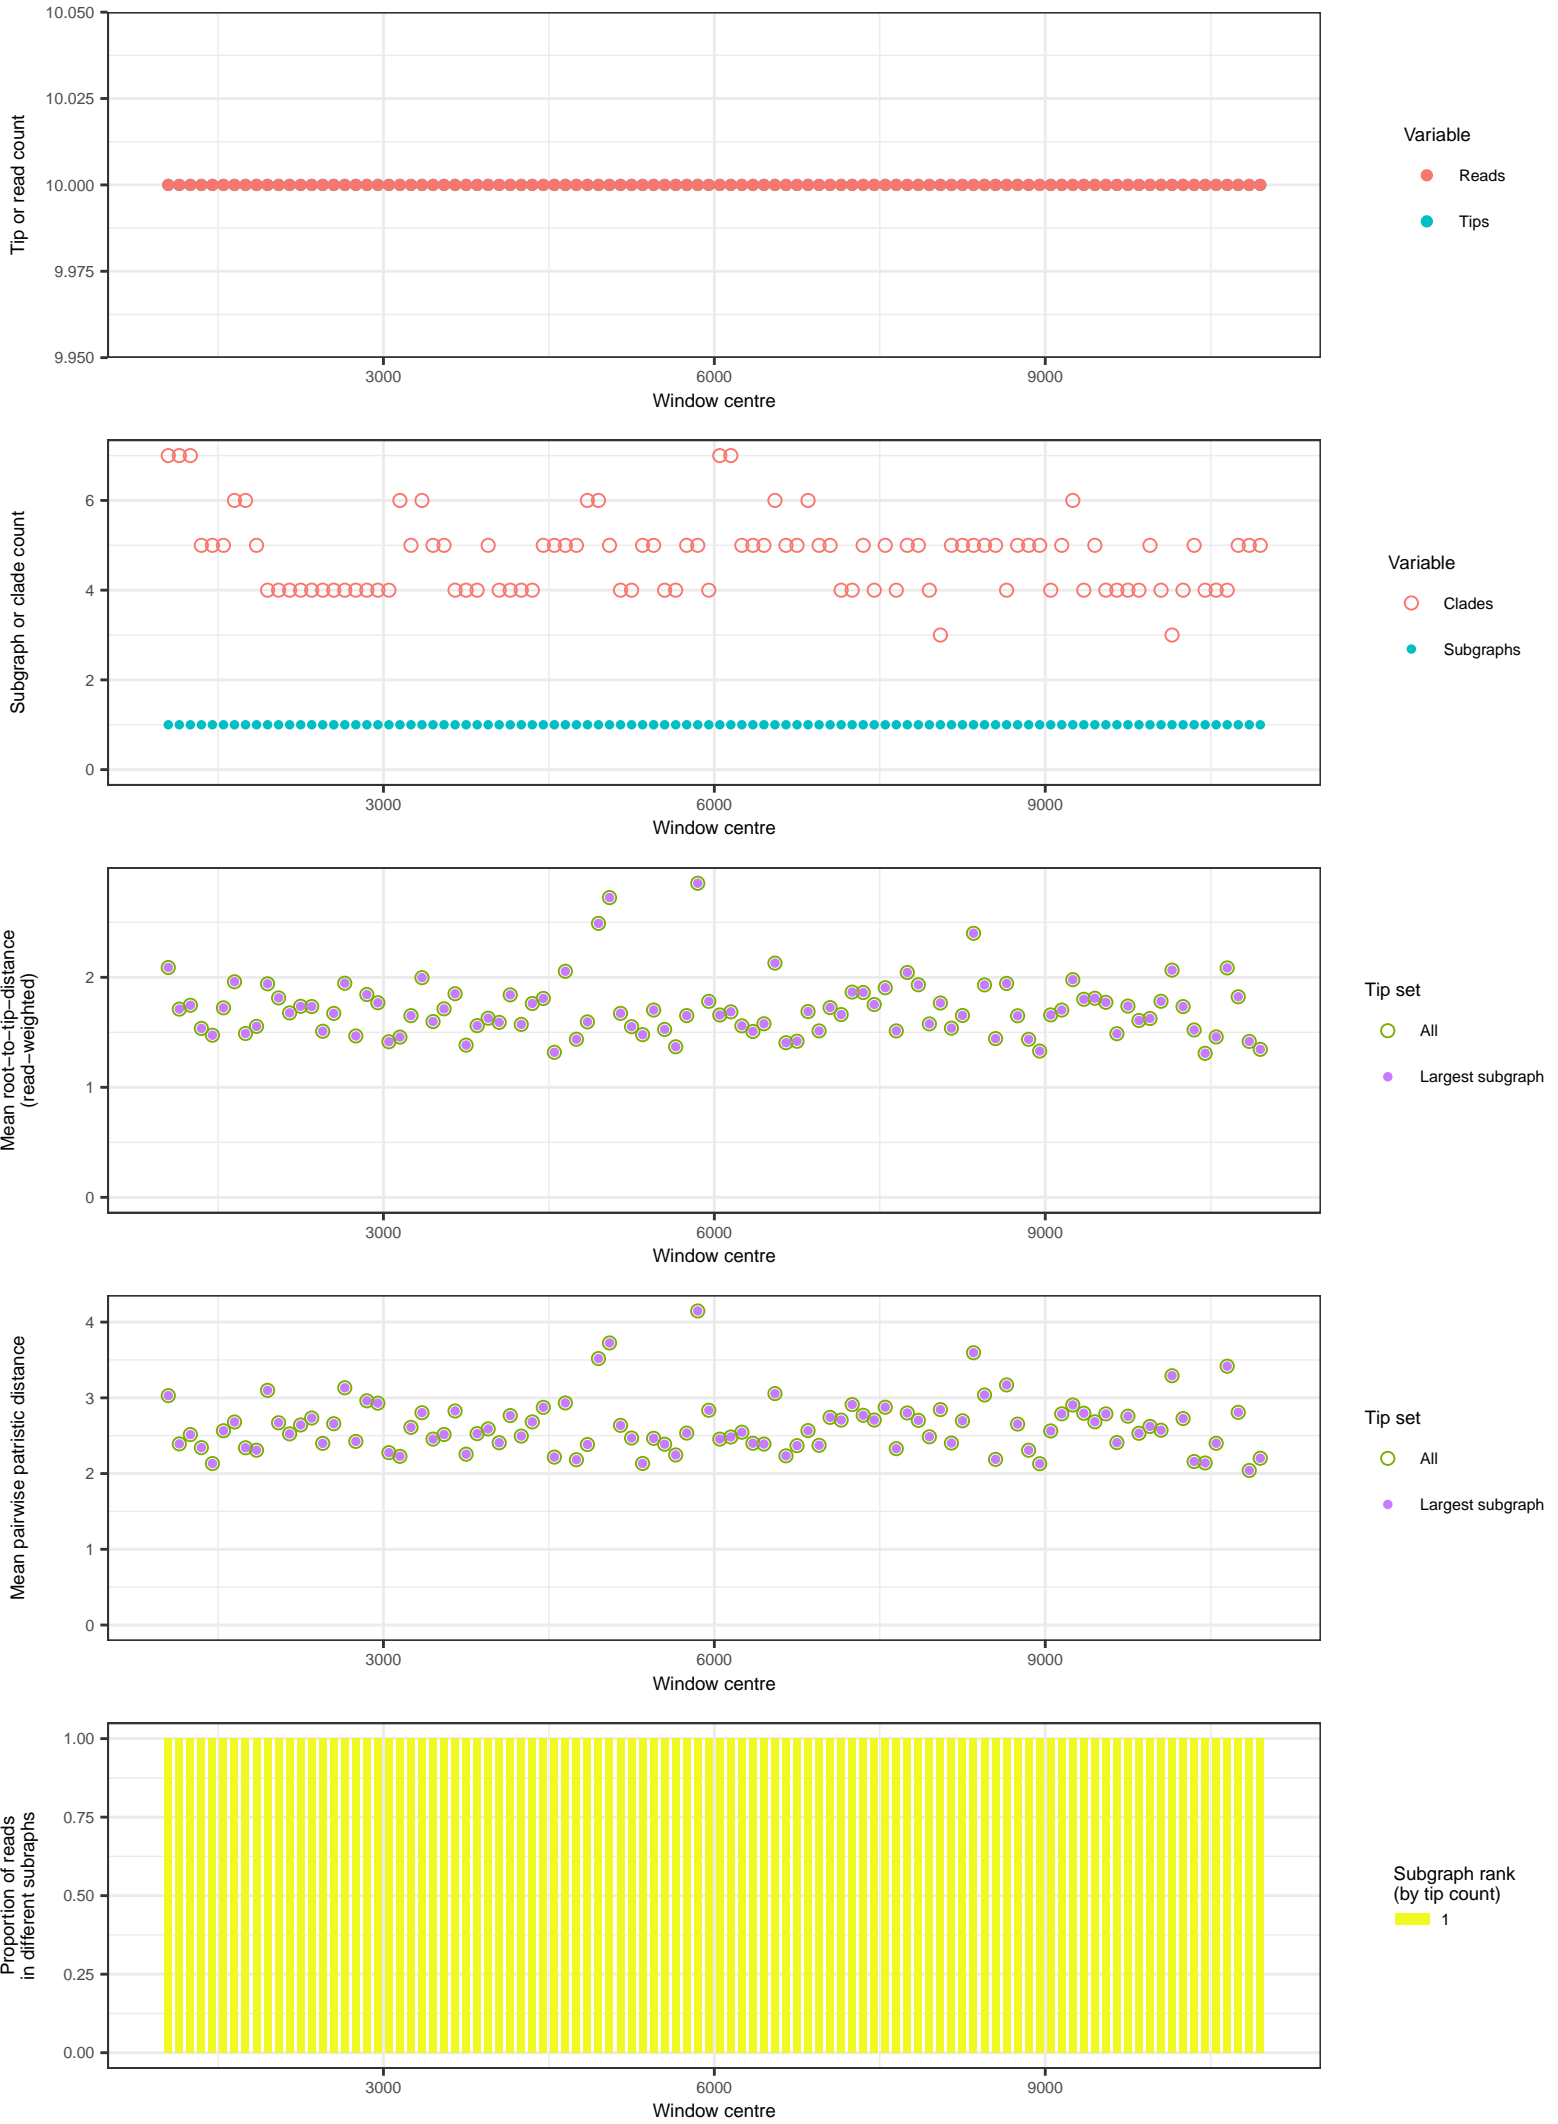 10.050
10.025
10.000
9.975
9.950
Tip or read count
3000 6000 9000
Window centre
Variable
Reads
Tips
6
4
2
0
Subgraph or clade count
3000 6000 9000
Window centre
Variable
Clades
Subgraphs
2
1
0
Mean root−to−tip−distance
(read−weighted)
3000 6000 9000
Window centre
Tip set
All
Largest subgraph
4
3
2
1
0
Mean pairwise patristic distance
3000 6000 9000
Window centre
Tip set
All
Largest subgraph
1.00
0.75
0.50
0.25
0.00
Proportion of reads
in different subraphs
3000 6000 9000
Window centre
Subgraph rank
(by tip count)
1